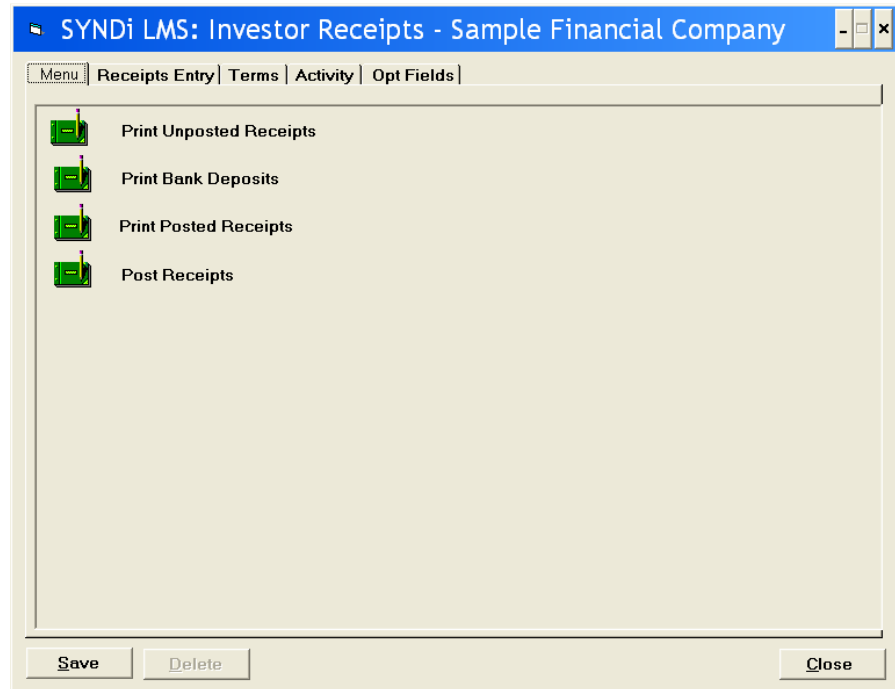 SYNDi LMS: Investor Receipts - Sample Financial Company
Menu Receipts Entry Terms Activity Opt Fields
Print Unposted Receipts
Print Bank Deposits
Print Posted Receipts
Post Receipts
Save Delete Close